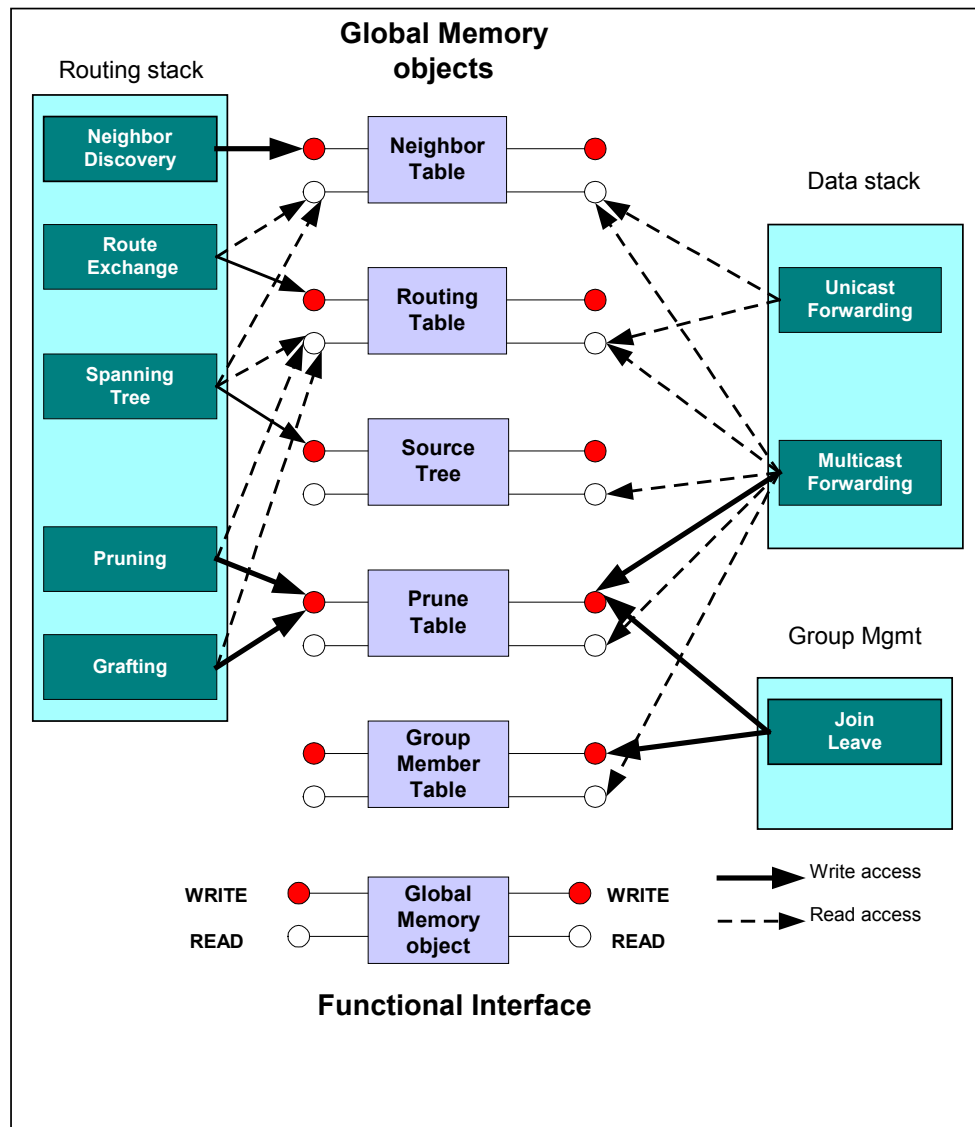 Global Memory
objects
Routing stack
Neighbor
Discovery
Route
Exchange
Spanning
Tree
Pruning
Grafting
Neighbor
Table
Routing
Table
Source
Tree
Prune
Table
Group
Member
Table
Data stack
Unicast
Forwarding
Multicast
Forwarding
Group Mgmt
Join
Leave
Write access
Read access
WRITE
READ
Global
Memory
object
WRITE
READ
Functional Interface